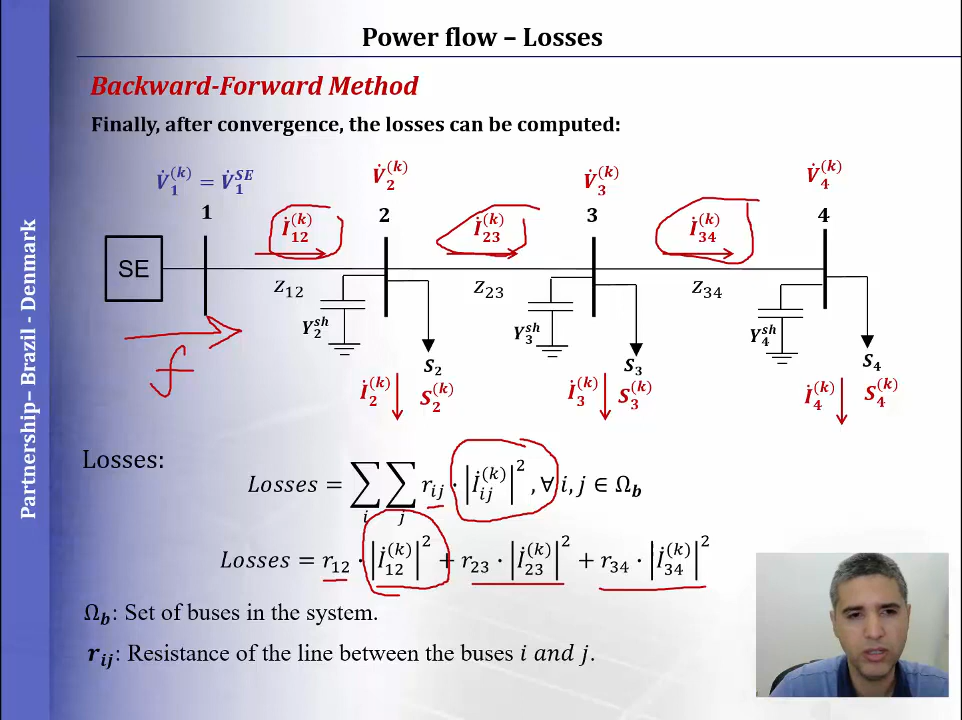 Power flow – Losses
Backward-Forward Method
Finally, after convergence, the losses can be computed:
V̇₁⁽ᵏ⁾ = V̇₁ˢᴱ
V̇₂⁽ᵏ⁾
V̇₃⁽ᵏ⁾
V̇₄⁽ᵏ⁾
1
2
3
4
İ₁₂⁽ᵏ⁾
İ₂₃⁽ᵏ⁾
İ₃₄⁽ᵏ⁾
SE
Z₁₂
Z₂₃
Z₃₄
Y₂ˢʰ
Y₃ˢʰ
Y₄ˢʰ
f
S₂
S₃
S₄
İ₂⁽ᵏ⁾
S₂⁽ᵏ⁾
İ₃⁽ᵏ⁾
S₃⁽ᵏ⁾
İ₄⁽ᵏ⁾
S₄⁽ᵏ⁾
Losses:
Losses = ∑ᵢ ∑ⱼ rᵢⱼ · |İᵢⱼ⁽ᵏ⁾|², ∀ i, j ∈ Ω_b
Losses = r₁₂ · |İ₁₂⁽ᵏ⁾|² + r₂₃ · |İ₂₃⁽ᵏ⁾|² + r₃₄ · |İ₃₄⁽ᵏ⁾|²
Ω_b: Set of buses in the system.
rᵢⱼ: Resistance of the line between the buses i and j.
Partnership– Brazil - Denmark